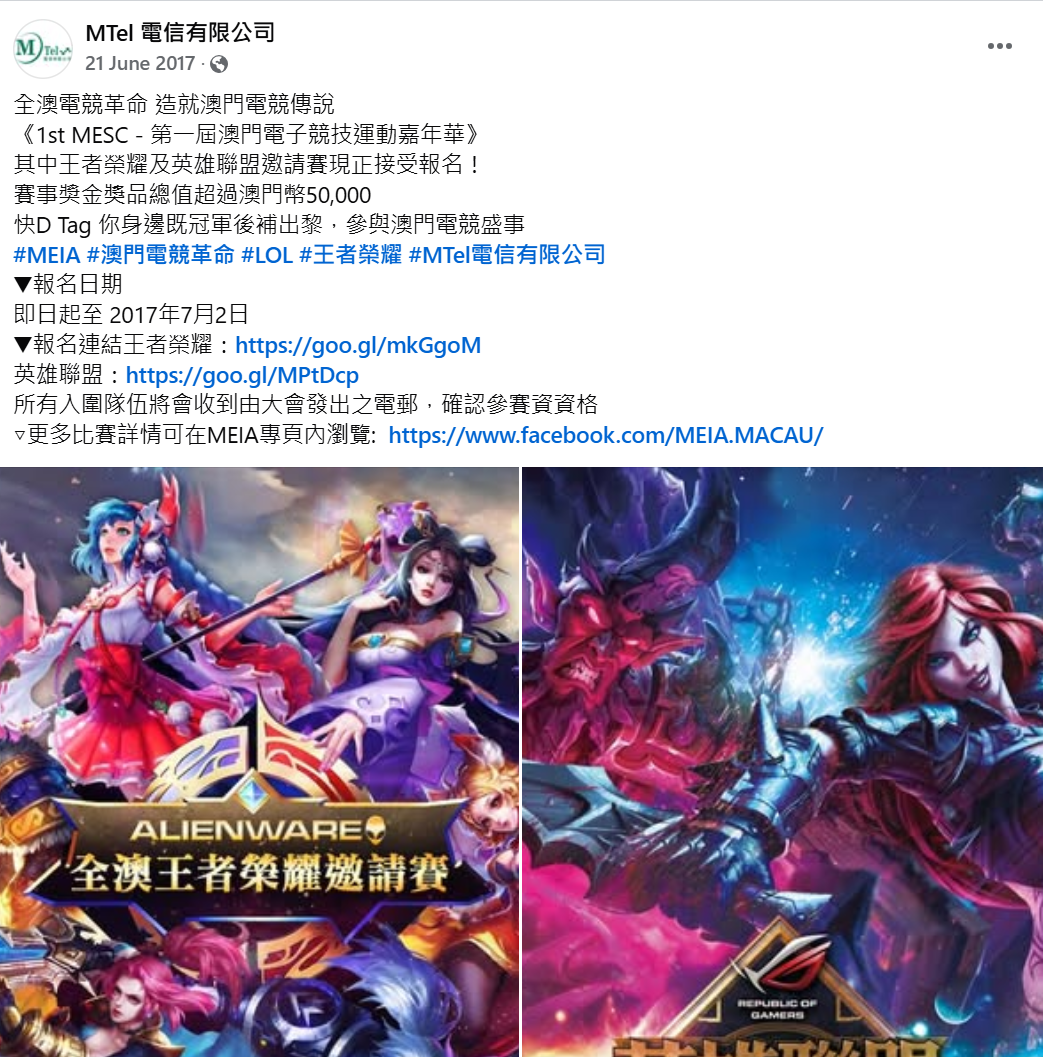 MTel 電信有限公司
21 June 2017
全澳電競革命 造就澳門電競傳說
《1st MESC - 第一屆澳門電子競技運動嘉年華》
其中王者榮耀及英雄聯盟邀請賽現正接受報名！
賽事獎金獎品總值超過澳門幣50,000
快D Tag 你身邊既冠軍後補出黎，參與澳門電競盛事
#MEIA #澳門電競革命 #LOL #王者榮耀 #MTel電信有限公司
▼報名日期
即日起至 2017年7月2日
▼報名連結王者榮耀：https://goo.gl/mkGgoM
英雄聯盟：https://goo.gl/MPtDcp
所有入圍隊伍將會收到由大會發出之電郵，確認參賽資資格
▿更多比賽詳情可在MEIA專頁內瀏覽: https://www.facebook.com/MEIA.MACAU/
ALIENWARE
全澳王者榮耀邀請賽
REPUBLIC OF
GAMERS
英雄聯盟